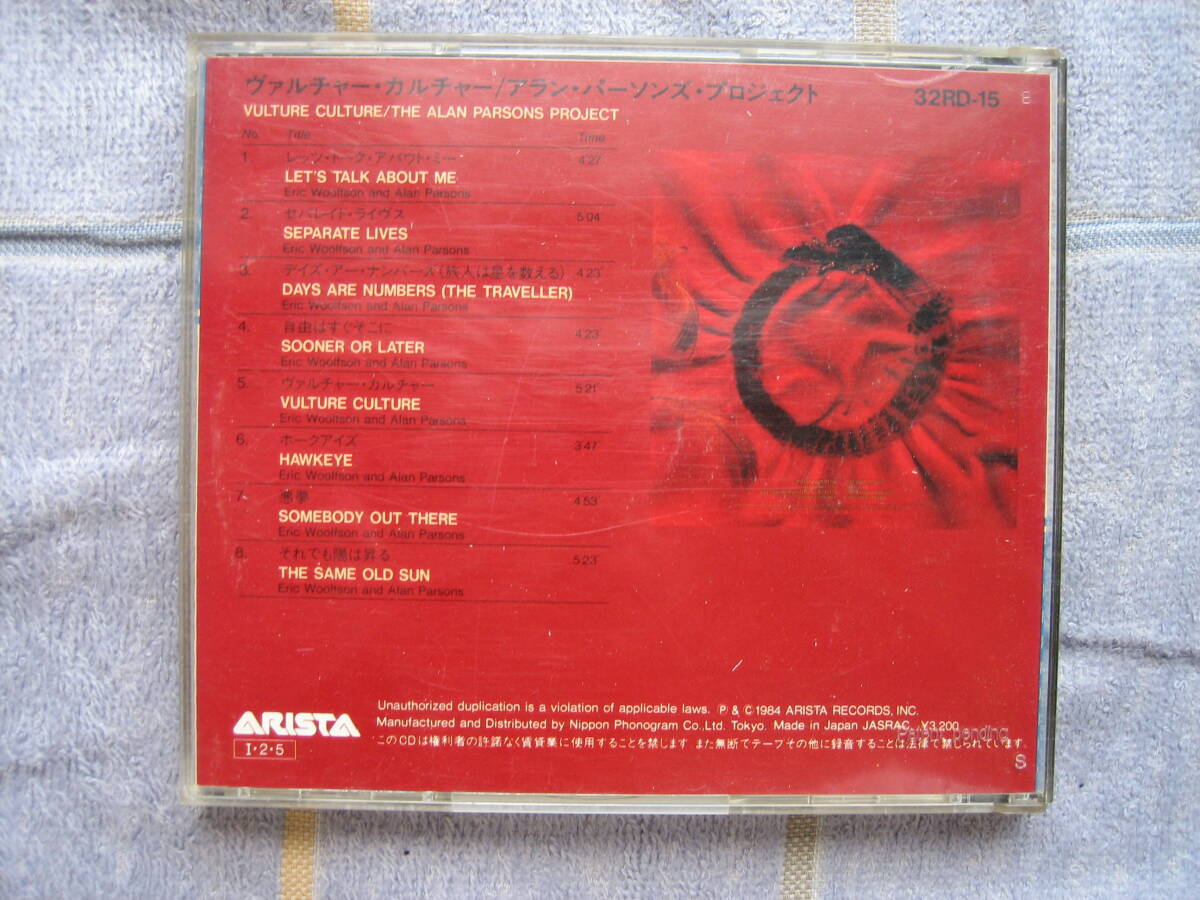 ヴァルチャー・カルチャー/アラン・パーソンズ・プロジェクト 32RD-15
VULTURE CULTURE/THE ALAN PARSONS PROJECT
No. Title Time
1. レッツ・トーク・アバウト・ミー 4'27"
LET'S TALK ABOUT ME
Eric Woolfson and Alan Parsons
2. セパレイト・ライヴス 5'04"
SEPARATE LIVES
Eric Woolfson and Alan Parsons
3. デイズ・アー・ナンバーズ(旅人は星を数える) 4'23"
DAYS ARE NUMBERS (THE TRAVELLER)
Eric Woolfson and Alan Parsons
4. 自由はすぐそこに 4'23"
SOONER OR LATER
Eric Woolfson and Alan Parsons
5. ヴァルチャー・カルチャー 5'21"
VULTURE CULTURE
Eric Woolfson and Alan Parsons
6. ホークアイズ 3'47"
HAWKEYE
Eric Woolfson and Alan Parsons
7. 悪夢 4'53"
SOMEBODY OUT THERE
Eric Woolfson and Alan Parsons
8. それでも陽は昇る 5'23"
THE SAME OLD SUN
Eric Woolfson and Alan Parsons
ARISTA
I・2・5
Unauthorized duplication is a violation of applicable laws. Ⓟ & © 1984 ARISTA RECORDS, INC.
Manufactured and Distributed by Nippon Phonogram Co., Ltd. Tokyo. Made in Japan JASRAC ¥3,200
Patent pending
このCDは権利者の許諾なく賃貸業に使用することを禁じます また無断でテープその他に録音することは法律で禁じられています。
S